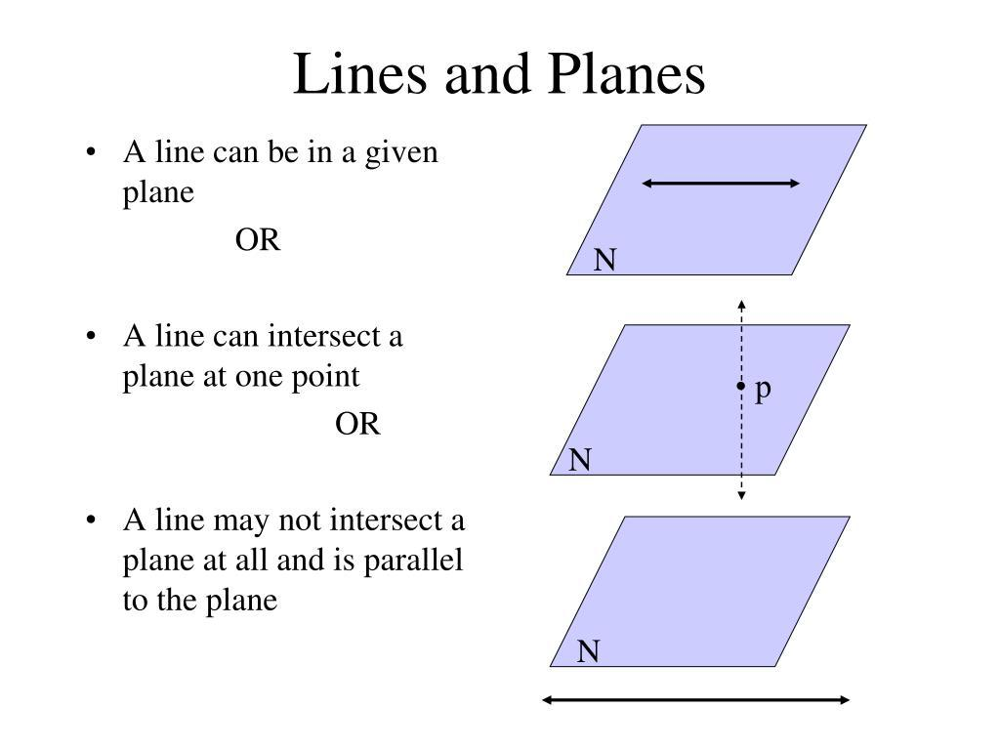 Lines and Planes
• A line can be in a given
plane
OR
• A line can intersect a
plane at one point
OR
• A line may not intersect a
plane at all and is parallel
to the plane
N
p
N
N